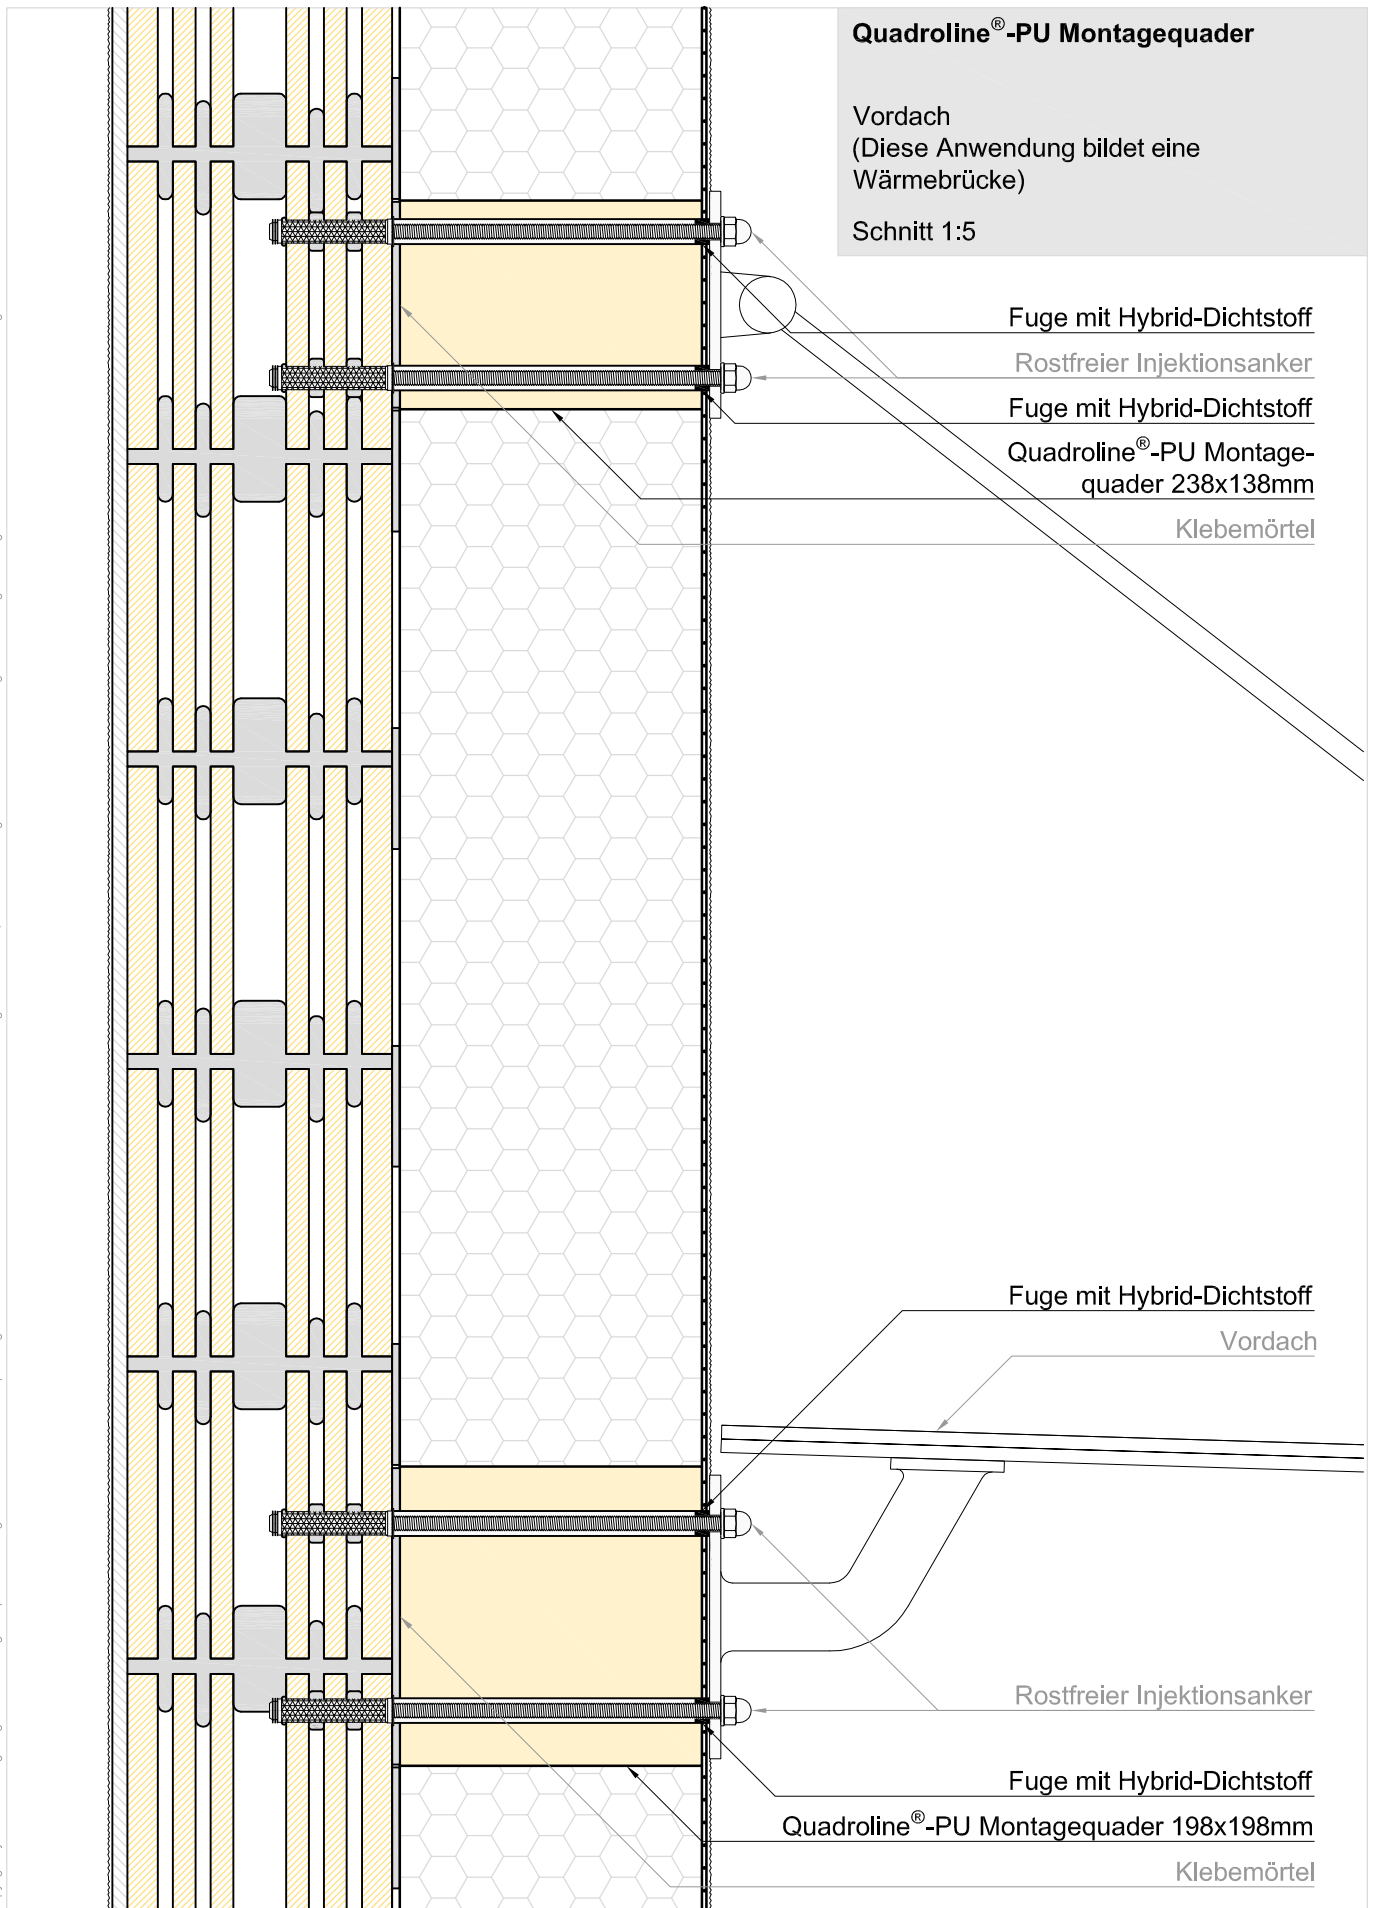 Quadroline®-PU Montagequader
Vordach
(Diese Anwendung bildet eine
Wärmebrücke)
Schnitt 1:5
Fuge mit Hybrid-Dichtstoff
Rostfreier Injektionsanker
Fuge mit Hybrid-Dichtstoff
Quadroline®-PU Montage-
quader 238x138mm
Klebemörtel
Fuge mit Hybrid-Dichtstoff
Vordach
Rostfreier Injektionsanker
Fuge mit Hybrid-Dichtstoff
Quadroline®-PU Montagequader 198x198mm
Klebemörtel